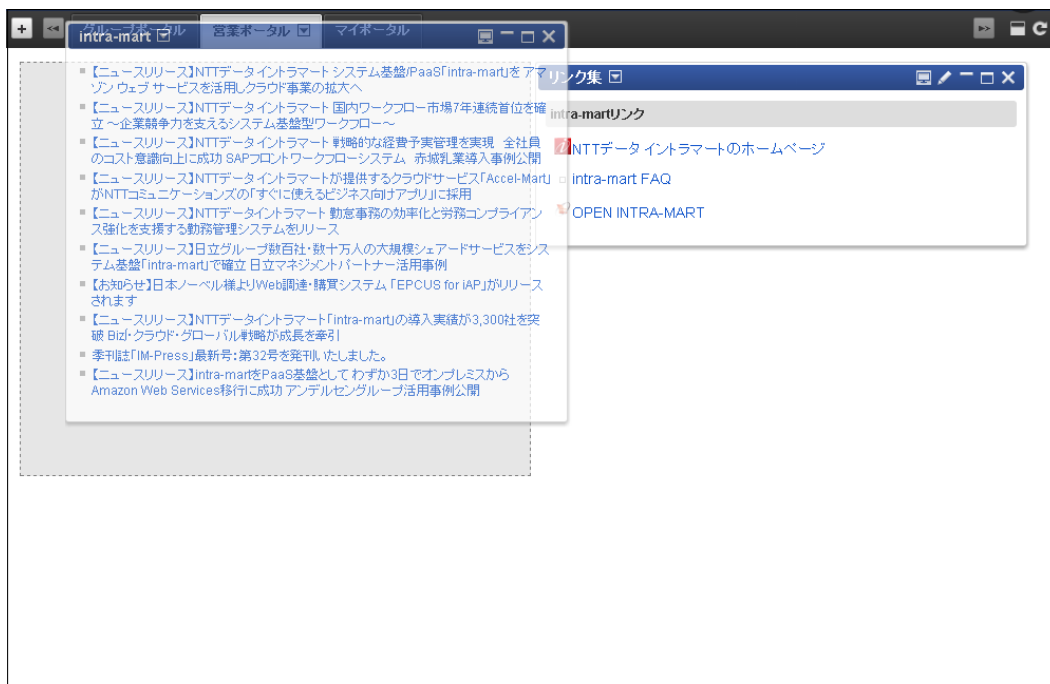 グループポータル 営業ポータル マイポータル
intra-mart
【ニュースリリース】NTTデータイントラマート システム基盤/PaaS「intra-mart」を アマ
ゾン ウェブ サービスを活用しクラウド事業の拡大へ
【ニュースリリース】NTTデータイントラマート 国内ワークフロー市場7年連続首位を確
立 ～企業競争力を支えるシステム基盤型ワークフロー～
【ニュースリリース】NTTデータイントラマート 戦略的な経費予実管理を実現 全社員
のコスト意識向上に成功 SAPフロントワークフローシステム 赤城乳業導入事例公開
【ニュースリリース】NTTデータイントラマートが提供するクラウドサービス「Accel-Mart」
がNTTコミュニケーションズの「すぐに使えるビジネス向けアプリ」に採用
【ニュースリリース】NTTデータイントラマート 勤怠事務の効率化と労務コンプライアン
ス強化を支援する勤務管理システムをリリース
【ニュースリリース】日立グループ数百社・数十万人の大規模シェアードサービスをシス
テム基盤「intra-mart」で確立 日立マネジメントパートナー活用事例
【お知らせ】日本ノーベル様よりWeb調達・購買システム 「EPCUS for iAP」がリリース
されます
【ニュースリリース】NTTデータイントラマート「intra-mart」の導入実績が3,300社を突
破 Biz∫・クラウド・グローバル戦略が成長を牽引
季刊誌「IM-Press」最新号：第32号を発刊いたしました。
【ニュースリリース】intra-martをPaaS基盤として わずか3日でオンプレミスから
Amazon Web Services移行に成功 アンデルセングループ活用事例公開
リンク集
intra-martリンク
NTTデータ イントラマートのホームページ
intra-mart FAQ
OPEN INTRA-MART